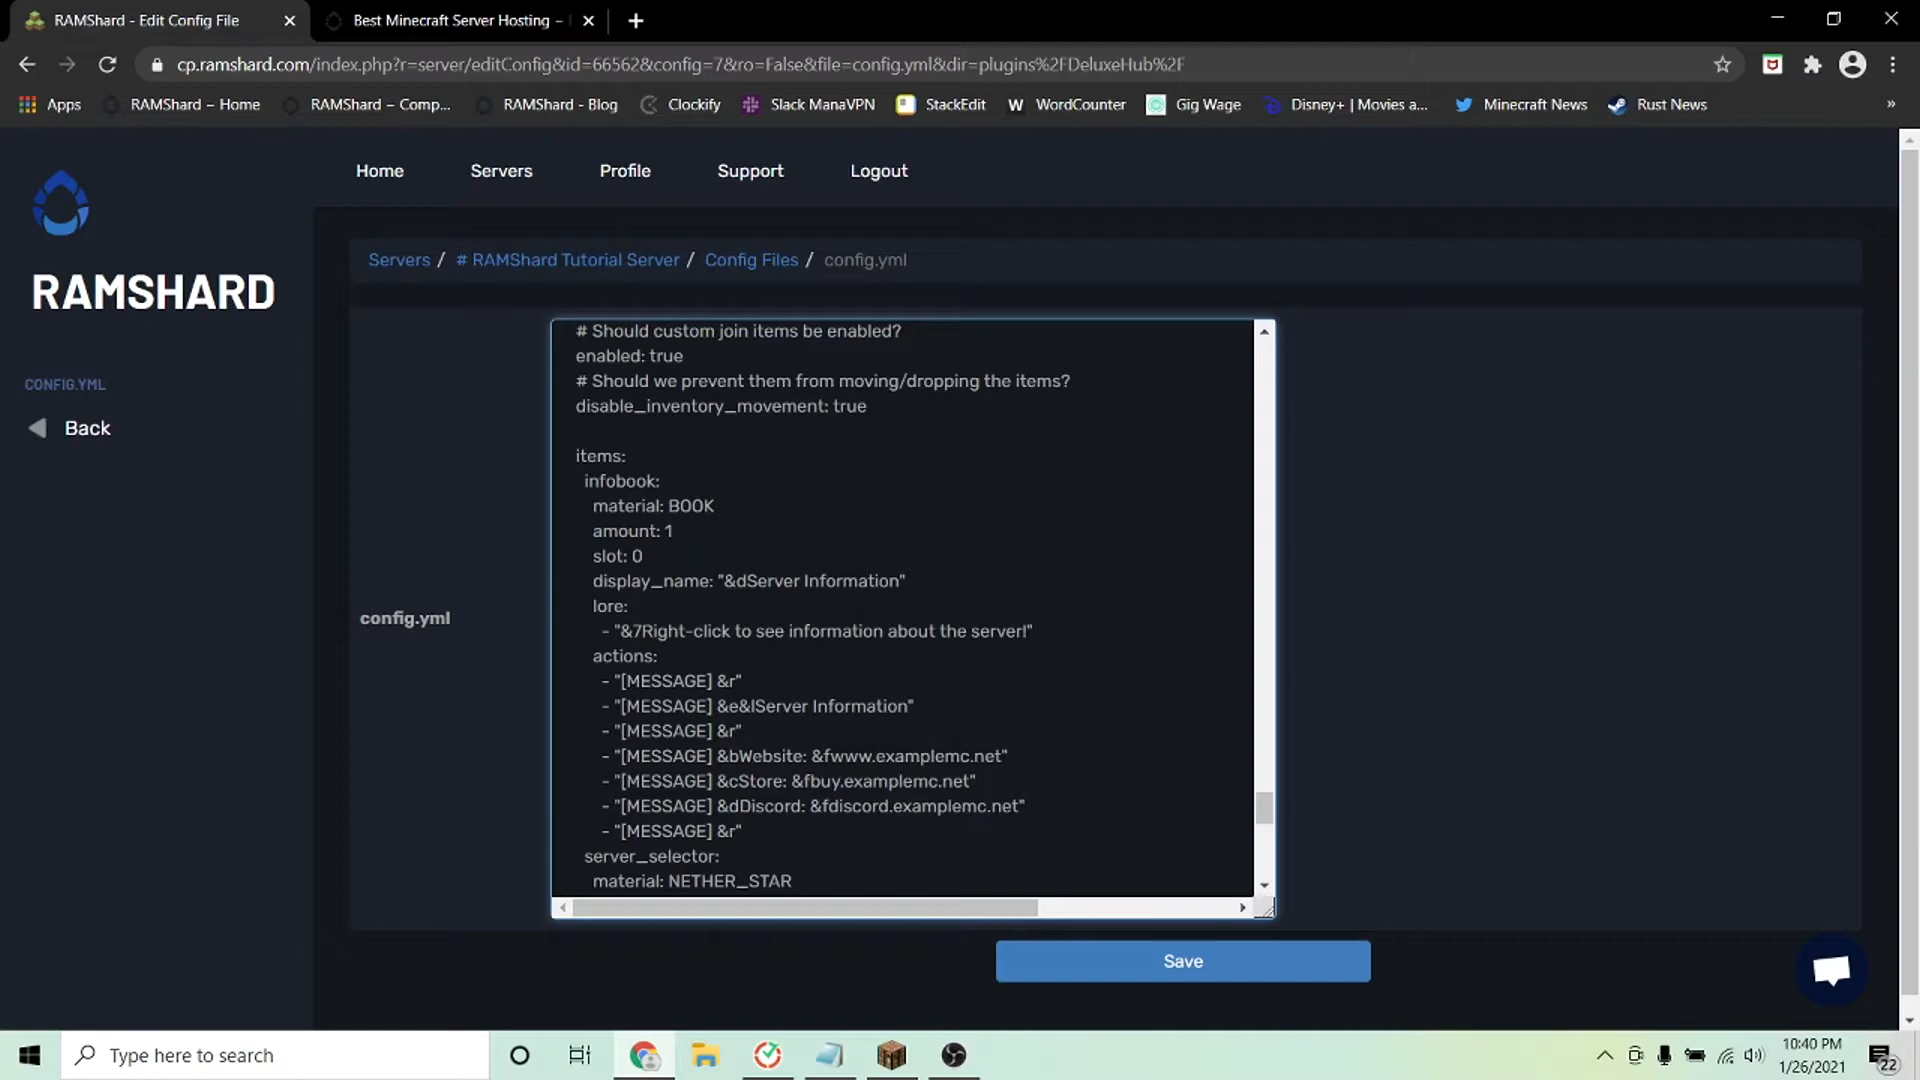 RAMShard - Edit Config File
Best Minecraft Server Hosting –
cp.ramshard.com/index.php?r=server/editConfig&id=66562&config=7&ro=False&file=config.yml&dir=plugins%2FDeluxeHub%2F
Apps
RAMShard – Home
RAMShard – Comp...
RAMShard - Blog
Clockify
Slack ManaVPN
StackEdit
W WordCounter
Gig Wage
Disney+ | Movies a...
Minecraft News
Rust News
»
Home
Servers
Profile
Support
Logout
RAMSHARD
Servers / # RAMShard Tutorial Server / Config Files / config.yml
CONFIG.YML
Back
config.yml
# Should custom join items be enabled?
enabled: true
# Should we prevent them from moving/dropping the items?
disable_inventory_movement: true
items:
infobook:
material: BOOK
amount: 1
slot: 0
display_name: "&dServer Information"
lore:
- "&7Right-click to see information about the server!"
actions:
- "[MESSAGE] &r"
- "[MESSAGE] &e&lServer Information"
- "[MESSAGE] &r"
- "[MESSAGE] &bWebsite: &fwww.examplemc.net"
- "[MESSAGE] &cStore: &fbuy.examplemc.net"
- "[MESSAGE] &dDiscord: &fdiscord.examplemc.net"
- "[MESSAGE] &r"
server_selector:
material: NETHER_STAR
Save
Type here to search
10:40 PM
1/26/2021
22